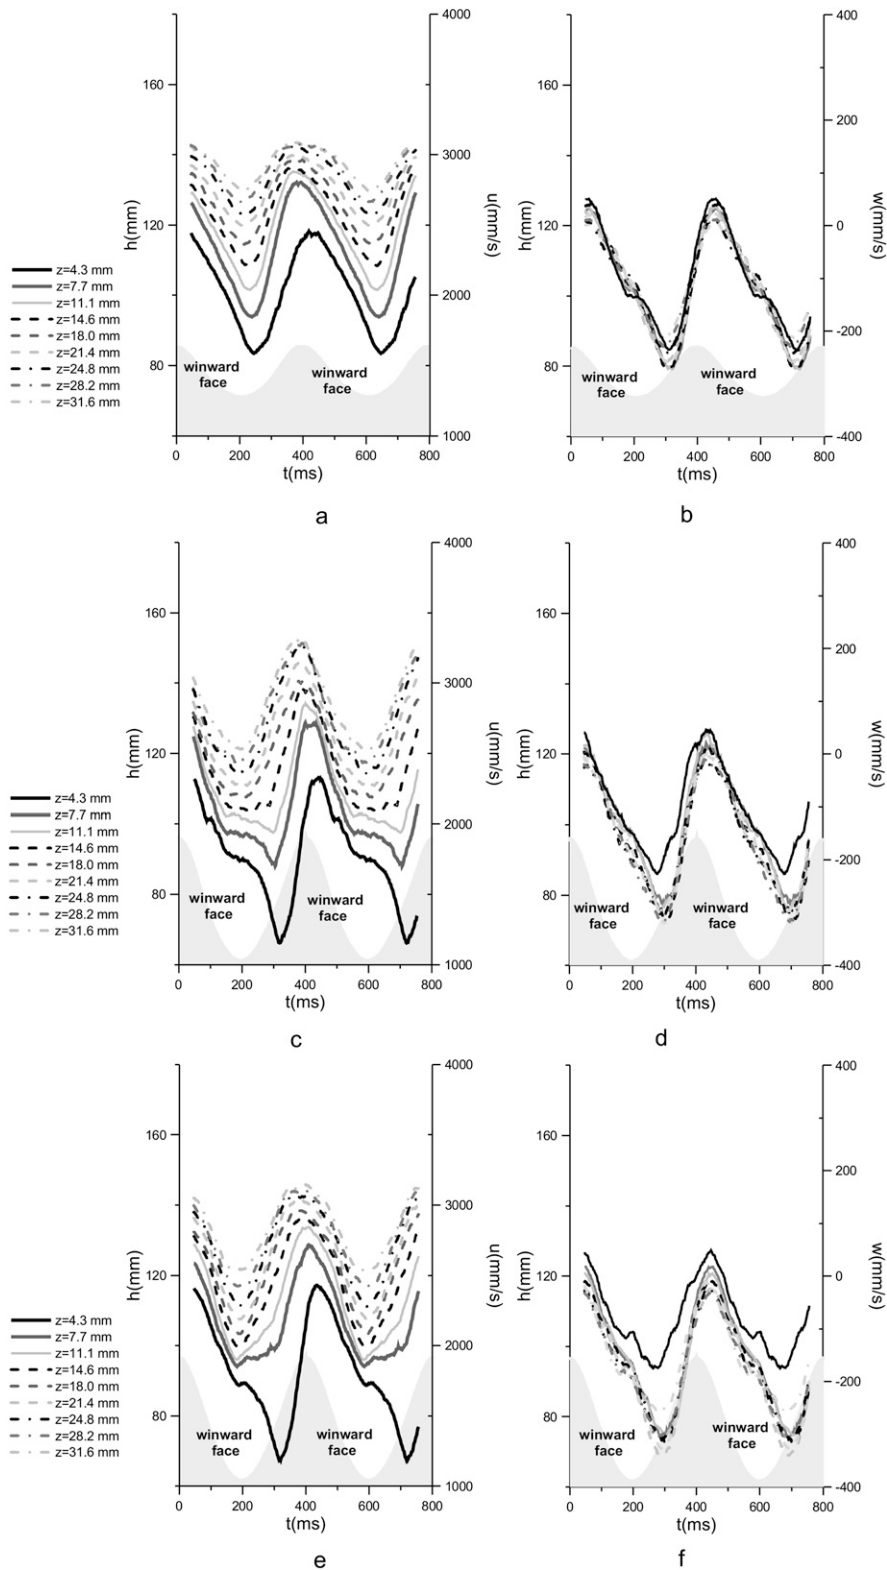 4000
400
160
160
3000
200
h(mm)
u(mm/s)
h(mm)
w(mm/s)
120
120
0
z=4.3 mm
z=7.7 mm
z=11.1 mm
z=14.6 mm
z=18.0 mm
z=21.4 mm
z=24.8 mm
z=28.2 mm
z=31.6 mm
2000
-200
80
80
winward
face
winward
face
winward
face
winward
face
1000
-400
0
200
400
600
800
0
200
400
600
800
t(ms)
t(ms)
a
b
4000
400
160
160
3000
200
h(mm)
u(mm/s)
h(mm)
w(mm/s)
120
120
0
z=4.3 mm
z=7.7 mm
z=11.1 mm
z=14.6 mm
z=18.0 mm
z=21.4 mm
z=24.8 mm
z=28.2 mm
z=31.6 mm
2000
-200
80
80
winward
face
winward
face
winward
face
winward
face
1000
-400
0
200
400
600
800
0
200
400
600
800
t(ms)
t(ms)
c
d
4000
400
160
160
3000
200
h(mm)
u(mm/s)
h(mm)
w(mm/s)
120
120
0
z=4.3 mm
z=7.7 mm
z=11.1 mm
z=14.6 mm
z=18.0 mm
z=21.4 mm
z=24.8 mm
z=28.2 mm
z=31.6 mm
2000
-200
80
80
winward
face
winward
face
winward
face
winward
face
1000
-400
0
200
400
600
800
0
200
400
600
800
t(ms)
t(ms)
e
f